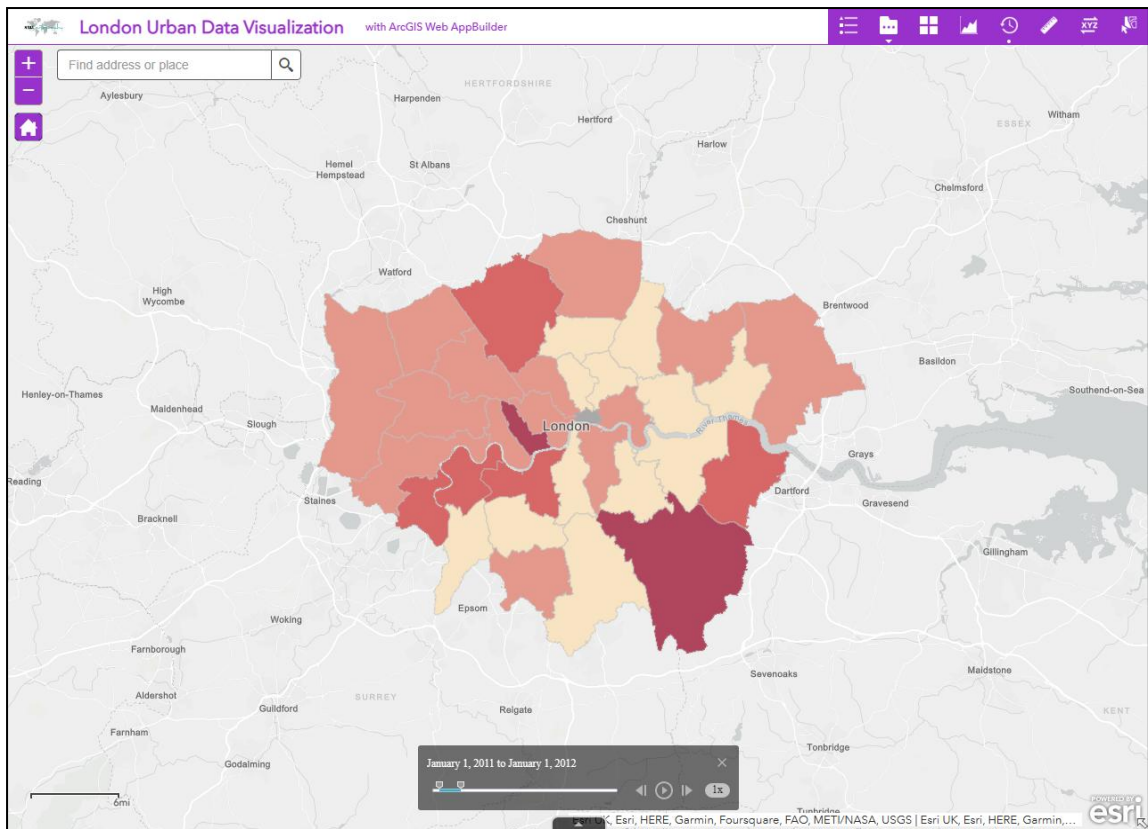 London Urban Data Visualization with ArcGIS Web AppBuilder
XYZ
+
Find address or place
−
HERTFORDSHIRE
Aylesbury
Harpenden
Witham
Hertford
ESSEX
Harlow
Hemel
Hempstead
St Albans
Chelmsford
Cheshunt
Watford
High
Wycombe
Brentwood
Basildon
Henley-on-Thames
Southend-on-Sea
Maidenhead
Slough
London
River Thames
Grays
Reading
Staines
Dartford
Gravesend
Bracknell
Gillingham
Epsom
Woking
Farnborough
Sevenoaks
Maidstone
Aldershot
SURREY
Guildford
Reigate
KENT
Farnham
Tonbridge
Godalming
January 1, 2011 to January 1, 2012
1x
6mi
Tunbridge
Esri UK, Esri, HERE, Garmin, Foursquare, FAO, METI/NASA, USGS | Esri UK, Esri, HERE, Garmin,...
POWERED BY
esri